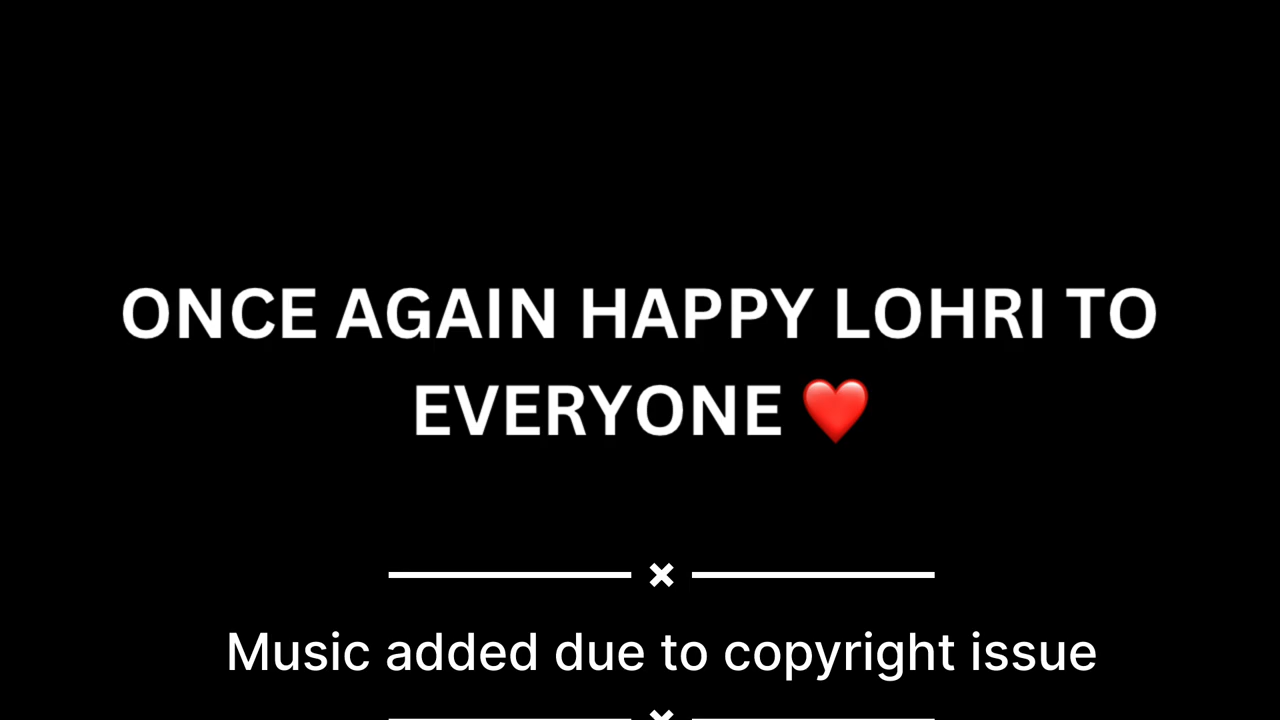 ONCE AGAIN HAPPY LOHRI TO
EVERYONE ❤️
Music added due to copyright issue